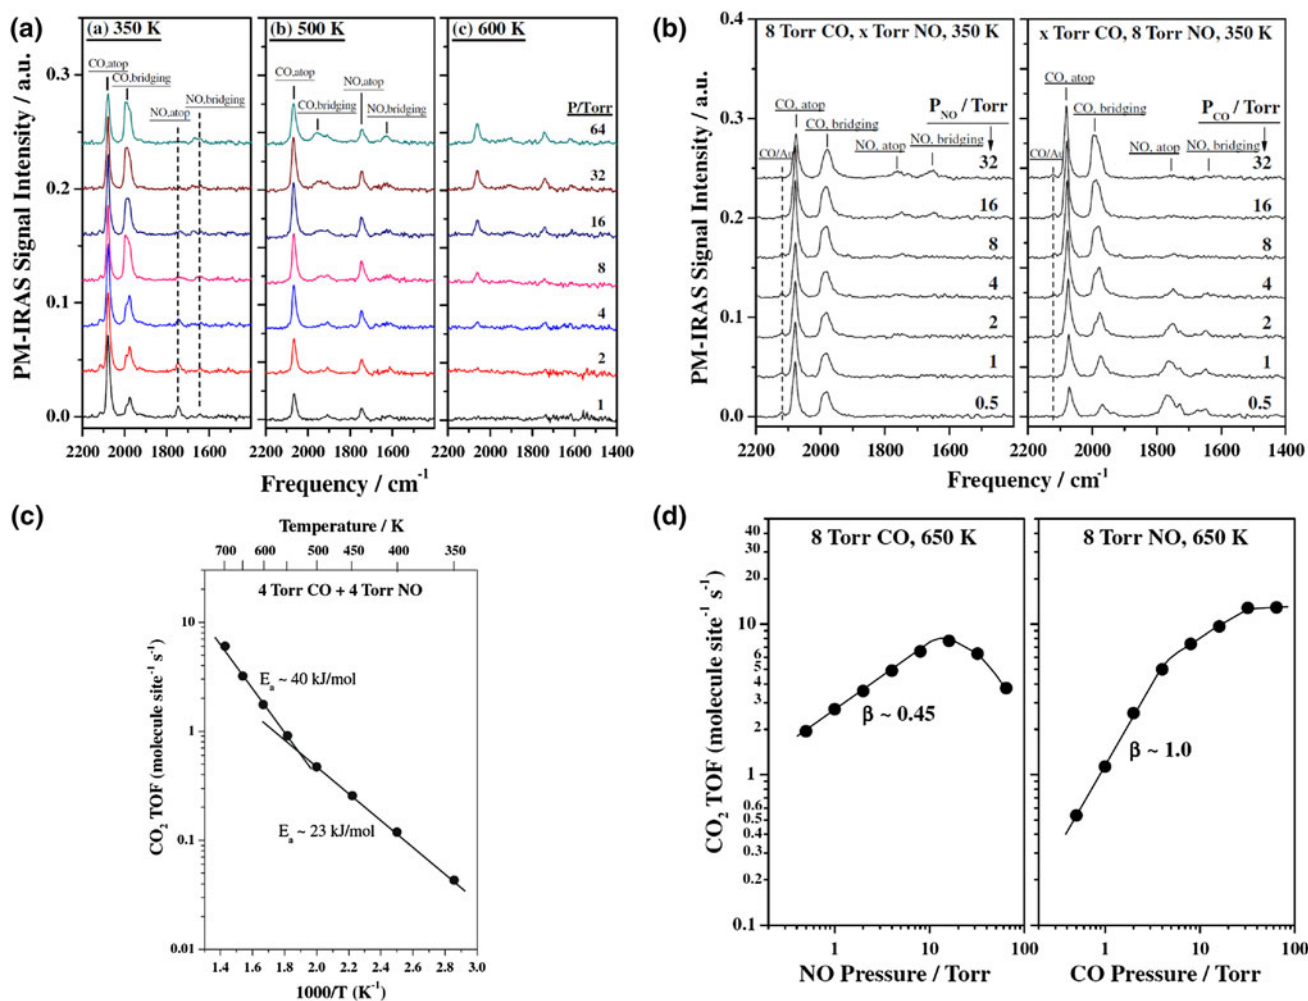 (a)
(a) 350 K
(b) 500 K
(c) 600 K
PM-IRAS Signal Intensity / a.u.
0.3
0.2
0.1
0.0
CO,atop
CO,bridging
NO,atop
NO,bridging
CO,atop
CO,bridging
NO,atop
NO,bridging
P/Torr
64
32
16
8
4
2
1
2200 2000 1800 1600
2200 2000 1800 1600
2200 2000 1800 1600 1400
Frequency / cm⁻¹
(b)
8 Torr CO, x Torr NO, 350 K
x Torr CO, 8 Torr NO, 350 K
PM-IRAS Signal Intensity / a.u.
0.4
0.3
0.2
0.1
0.0
CO/Au
CO, atop
CO, bridging
NO, atop
NO, bridging
P_NO / Torr
32
16
8
4
2
1
0.5
CO/Au
CO, atop
CO, bridging
NO, atop
NO, bridging
P_CO / Torr
32
16
8
4
2
1
0.5
2200 2000 1800 1600
2200 2000 1800 1600 1400
Frequency / cm⁻¹
(c)
Temperature / K
700 600 500 450 400 350
4 Torr CO + 4 Torr NO
CO₂ TOF (molecule site⁻¹ s⁻¹)
10
1
0.1
0.01
E_a ~ 40 kJ/mol
E_a ~ 23 kJ/mol
1.4 1.6 1.8 2.0 2.2 2.4 2.6 2.8 3.0
1000/T (K⁻¹)
(d)
8 Torr CO, 650 K
8 Torr NO, 650 K
CO₂ TOF (molecule site⁻¹ s⁻¹)
40
30
20
10
8
6
4
2
1
0.6
0.5
0.4
0.3
0.2
0.1
β ~ 0.45
β ~ 1.0
1 10 100
1 10 100
NO Pressure / Torr
CO Pressure / Torr